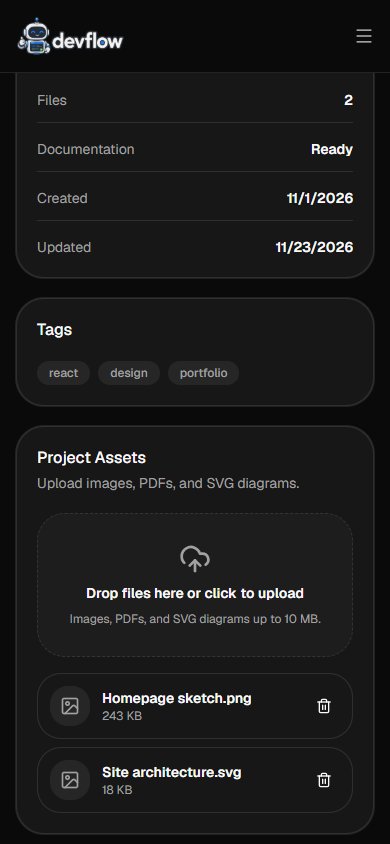 devflow
Files 2
Documentation Ready
Created 11/1/2026
Updated 11/23/2026
Tags
react design portfolio
Project Assets
Upload images, PDFs, and SVG diagrams.
Drop files here or click to upload
Images, PDFs, and SVG diagrams up to 10 MB.
Homepage sketch.png
243 KB
Site architecture.svg
18 KB